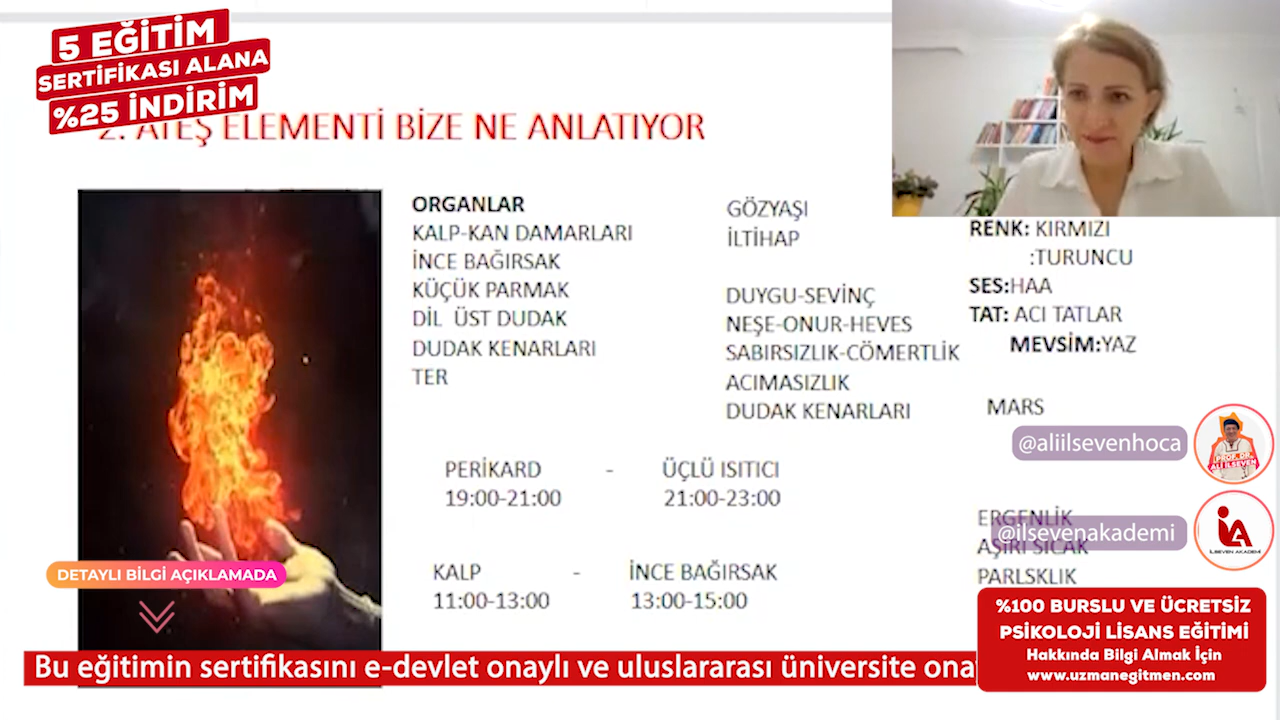 5 EĞİTİM
SERTİFİKASI ALANA
%25 İNDİRİM
2. ATEŞ ELEMENTİ BİZE NE ANLATIYOR
ORGANLAR
KALP-KAN DAMARLARI
İNCE BAĞIRSAK
KÜÇÜK PARMAK
DİL ÜST DUDAK
DUDAK KENARLARI
TER
GÖZYAŞI
İLTİHAP
DUYGU-SEVİNÇ
NEŞE-ONUR-HEVES
SABIRSIZLIK-CÖMERTLİK
ACIMASIZLIK
DUDAK KENARLARI
RENK: KIRMIZI
:TURUNCU
SES:HAA
TAT: ACI TATLAR
MEVSİM:YAZ
MARS
@aliilsevenhoca
PROF. DR.
ALİ İLSEVEN
PERİKARD - ÜÇLÜ ISITICI
19:00-21:00 21:00-23:00
ERGENLİK
@ilsevenakademi
AŞIRI SICAK
PARLSKLIK
İLSEVEN AKADEMİ
KALP - İNCE BAĞIRSAK
11:00-13:00 13:00-15:00
DETAYLI BİLGİ AÇIKLAMADA
%100 BURSLU VE ÜCRETSİZ
PSİKOLOJİ LİSANS EĞİTİMİ
Hakkında Bilgi Almak İçin
www.uzmanegitmen.com
Bu eğitimin sertifikasını e-devlet onaylı ve uluslararası üniversite ona